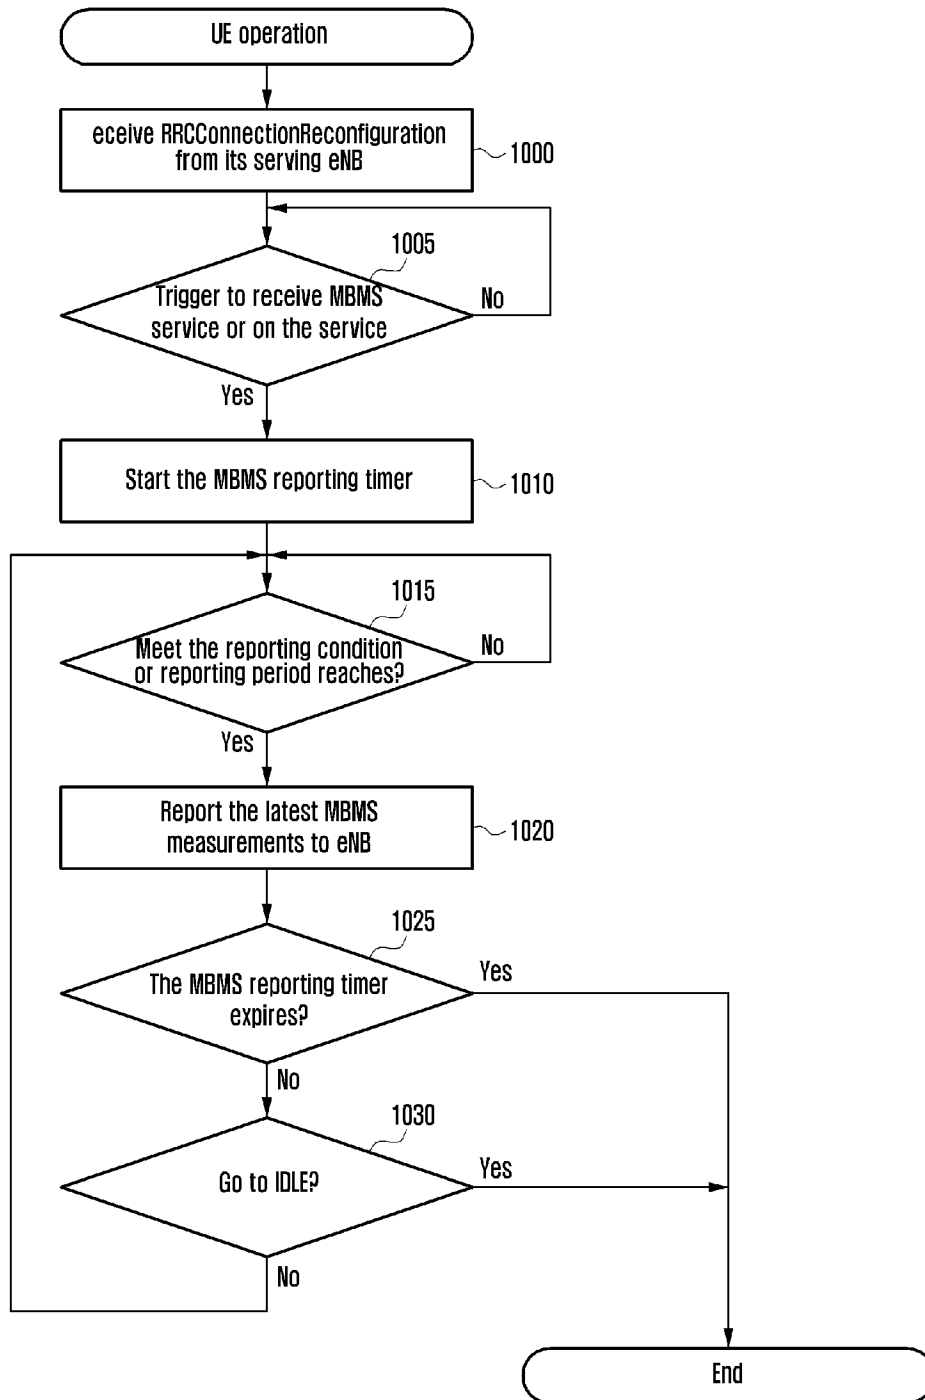 UE operation
eceive RRCConnectionReconfiguration
from its serving eNB
1000
1005
Trigger to receive MBMS
service or on the service
No
Yes
Start the MBMS reporting timer
1010
1015
Meet the reporting condition
or reporting period reaches?
No
Yes
Report the latest MBMS
measurements to eNB
1020
1025
The MBMS reporting timer
expires?
Yes
No
1030
Go to IDLE?
Yes
No
End